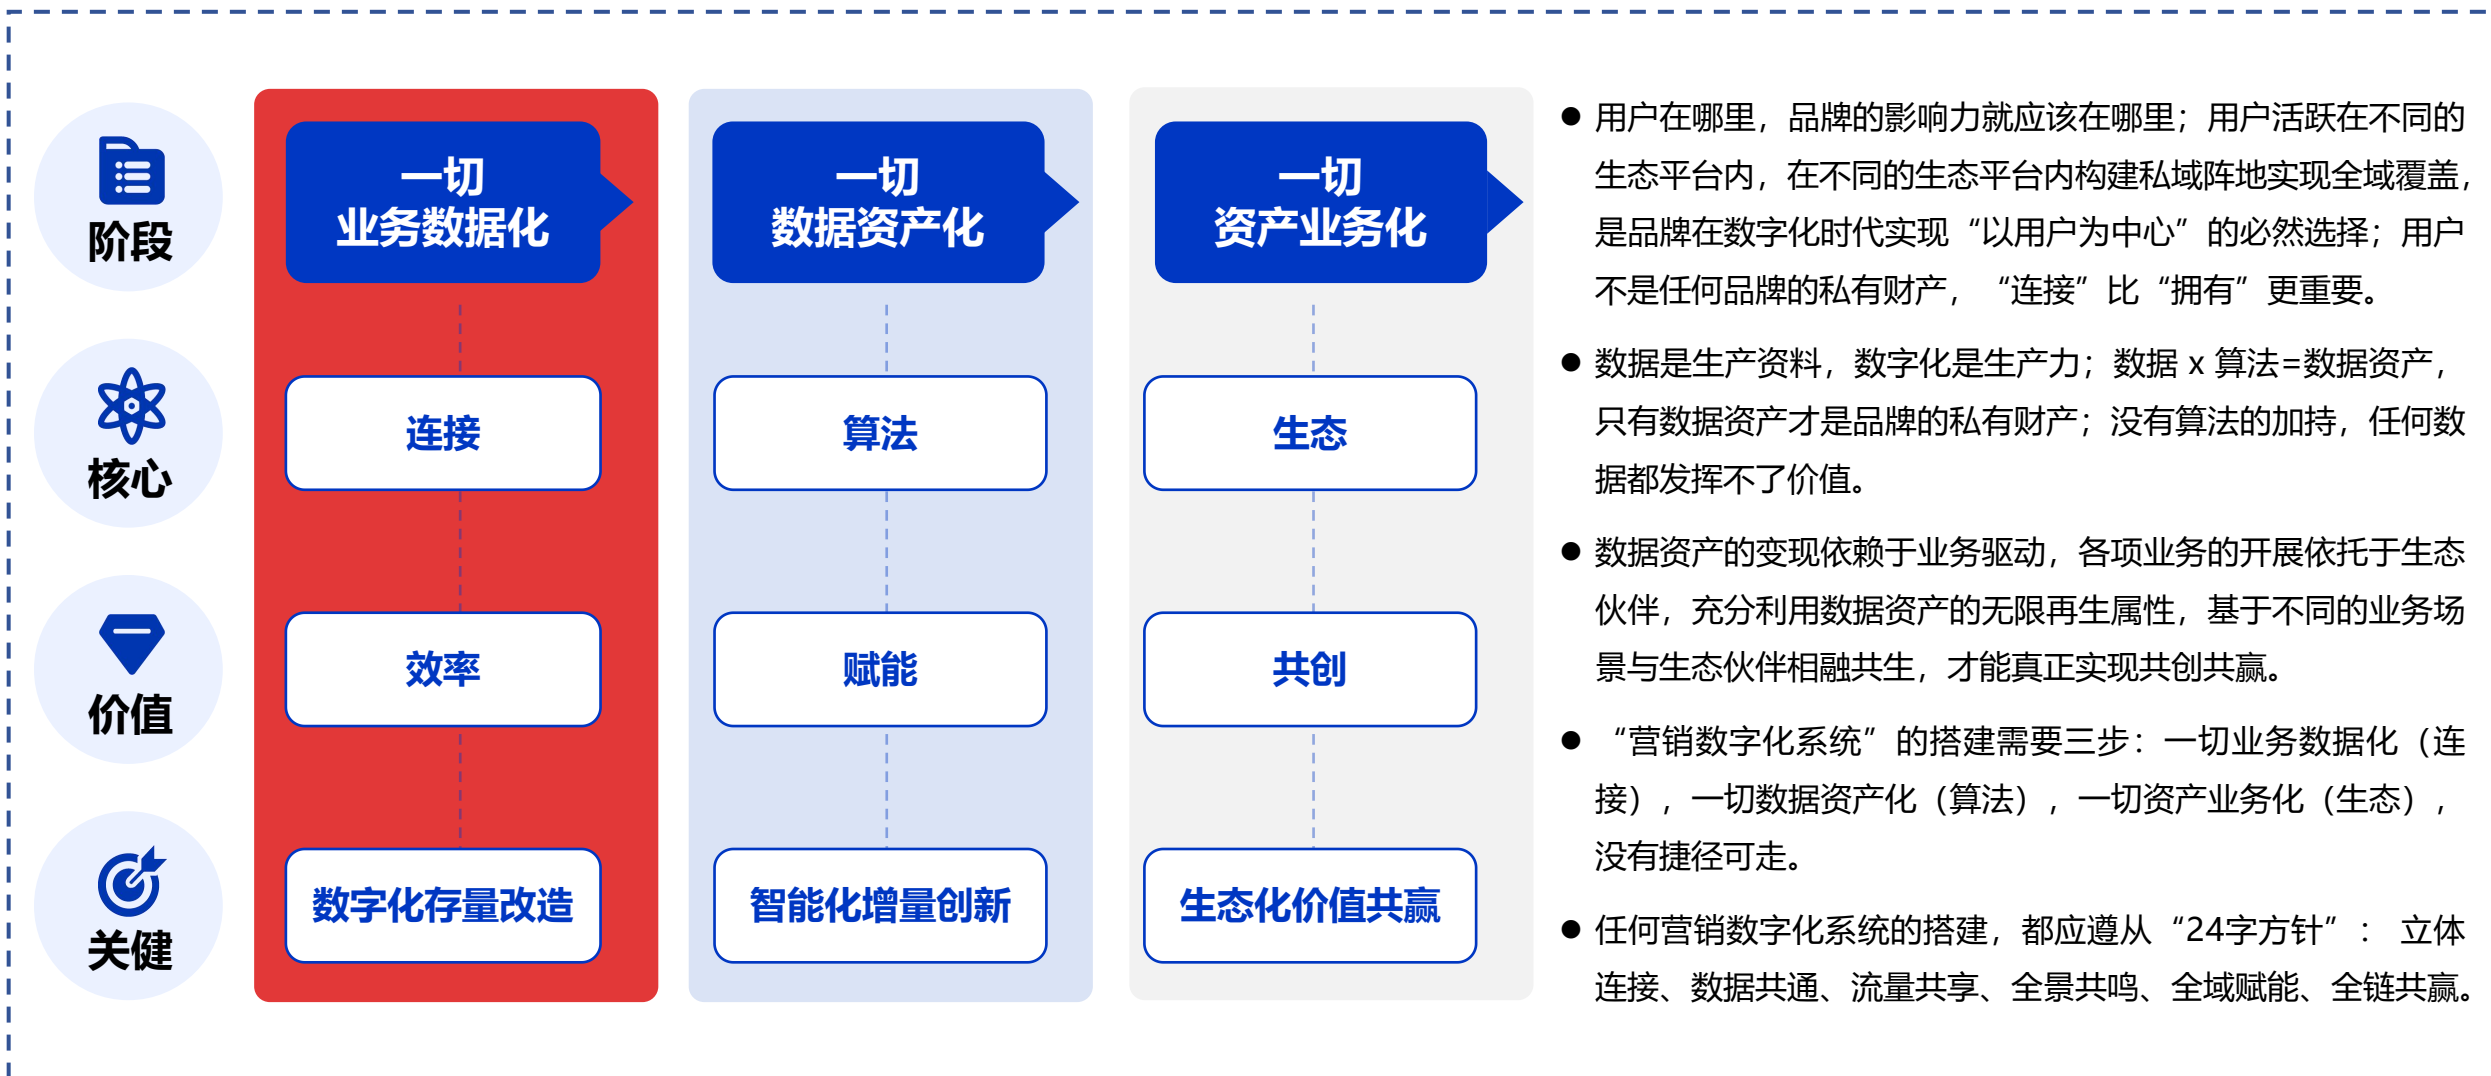 阶段
一切
业务数据化
一切
数据资产化
一切
资产业务化
核心
连接
算法
生态
价值
效率
赋能
共创
关健
数字化存量改造
智能化增量创新
生态化价值共赢
用户在哪里，品牌的影响力就应该在哪里；用户活跃在不同的
生态平台内，在不同的生态平台内构建私域阵地实现全域覆盖，
是品牌在数字化时代实现“以用户为中心”的必然选择；用户
不是任何品牌的私有财产，“连接”比“拥有”更重要。
数据是生产资料，数字化是生产力；数据 x 算法=数据资产，
只有数据资产才是品牌的私有财产；没有算法的加持，任何数
据都发挥不了价值。
数据资产的变现依赖于业务驱动，各项业务的开展依托于生态
伙伴，充分利用数据资产的无限再生属性，基于不同的业务场
景与生态伙伴相融共生，才能真正实现共创共赢。
“营销数字化系统”的搭建需要三步：一切业务数据化（连
接），一切数据资产化（算法），一切资产业务化（生态），
没有捷径可走。
任何营销数字化系统的搭建，都应遵从“24字方针”： 立体
连接、数据共通、流量共享、全景共鸣、全域赋能、全链共赢。